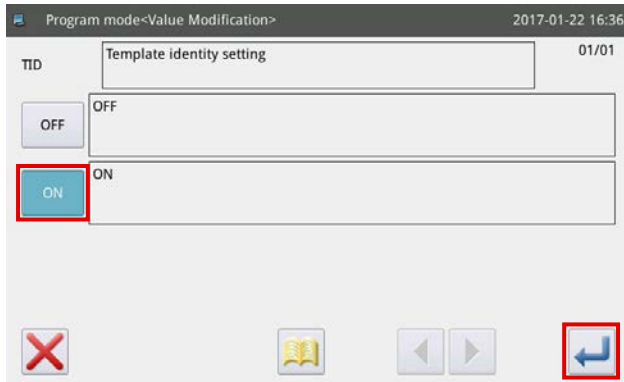 Program mode<Value Modification> 2017-01-22 16:36
TID Template identity setting 01/01
OFF OFF
ON ON